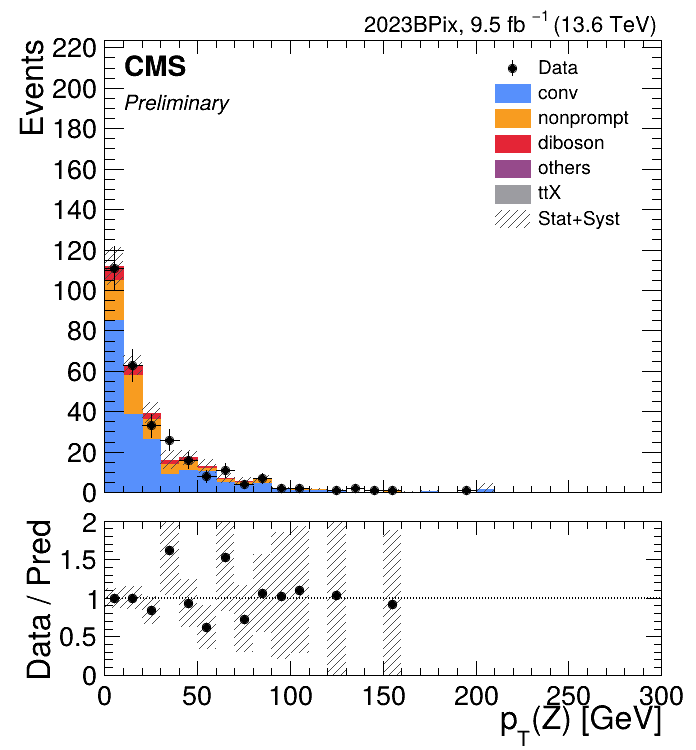 2023BPix, 9.5 fb⁻¹ (13.6 TeV)
Events
220
200
180
160
140
120
100
80
60
40
20
0
CMS
Preliminary
Data
conv
nonprompt
diboson
others
ttX
Stat+Syst
Data / Pred
2
1.5
1
0.5
0
0 50 100 150 200 250 300
p_T(Z) [GeV]